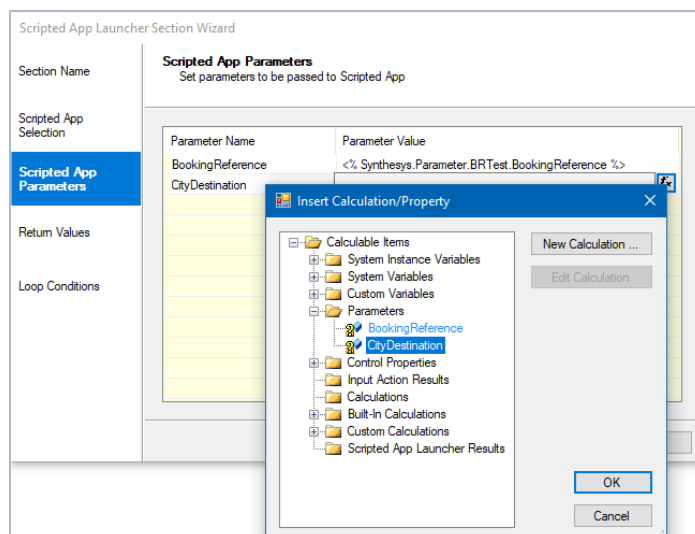 Scripted App Launcher Section Wizard
Section Name
Scripted App
Selection
Scripted App
Parameters
Return Values
Loop Conditions
Scripted App Parameters
Set parameters to be passed to Scripted App
Parameter Name Parameter Value
BookingReference <% Synthesys.Parameter.BRTest.BookingReference %>
CityDestination fx
Insert Calculation/Property
Calculable Items
System Instance Variables
System Variables
Custom Variables
Parameters
BookingReference
CityDestination
Control Properties
Input Action Results
Calculations
Built-In Calculations
Custom Calculations
Scripted App Launcher Results
New Calculation ...
Edit Calculation
OK
Cancel